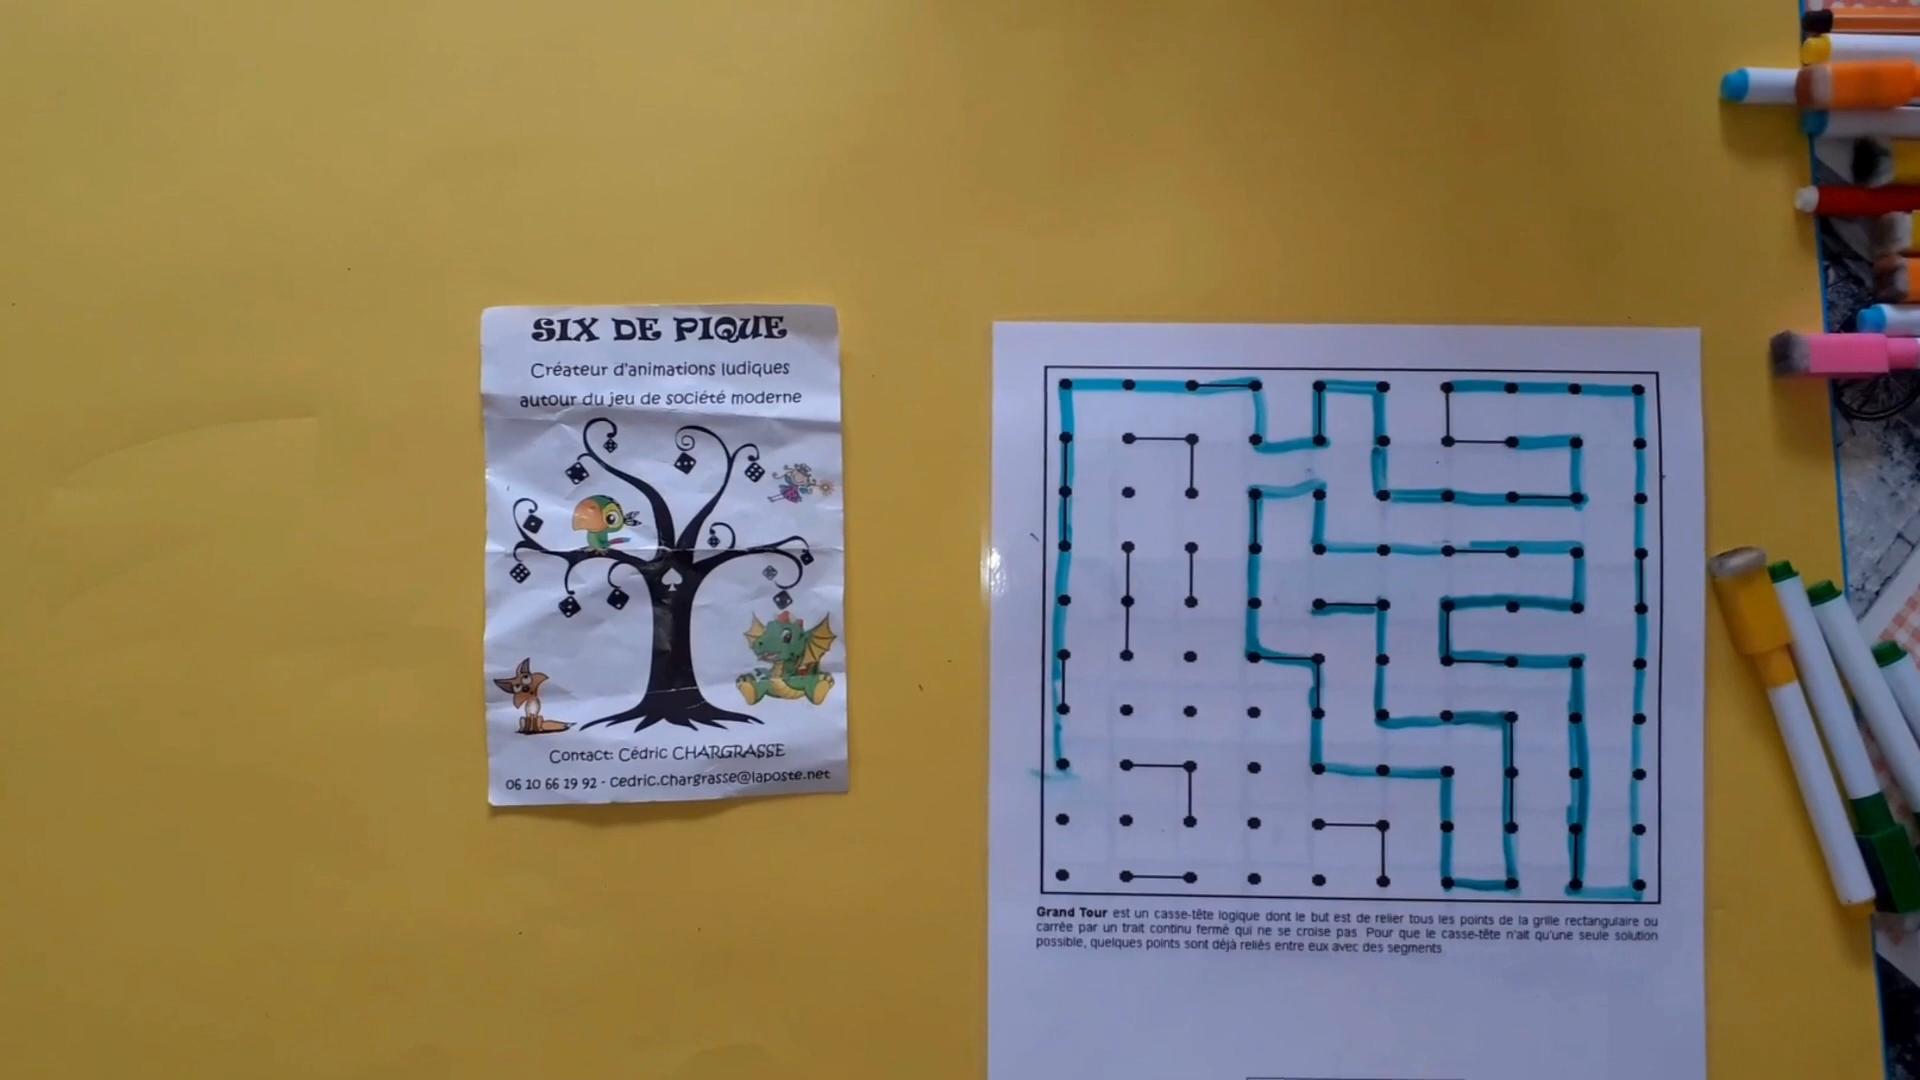 SIX DE PIQUE
Créateur d'animations ludiques
autour du jeu de société moderne
Contact: Cédric CHARGRASSE
06 10 66 19 92 - cedric.chargrasse@laposte.net
Grand Tour est un casse-tête logique dont le but est de relier tous les points de la grille rectangulaire ou
carrée par un trait continu fermé qui ne se croise pas. Pour que le casse-tête n'ait qu'une seule solution
possible, quelques points sont déjà reliés entre eux avec des segments